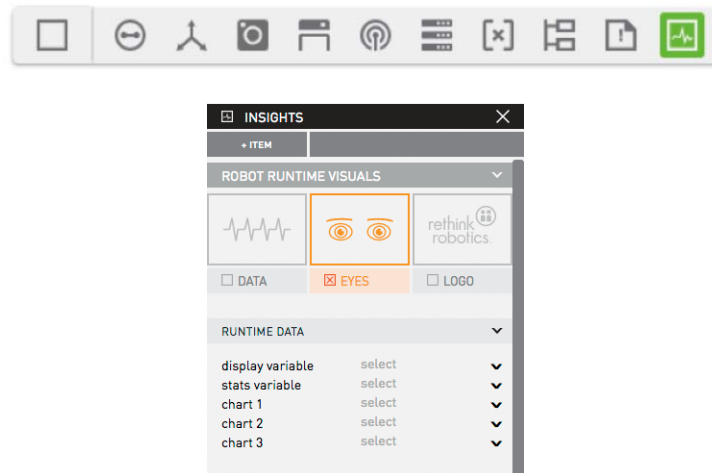 INSIGHTS
+ ITEM
ROBOT RUNTIME VISUALS
rethink
robotics.
DATA
EYES
LOGO
RUNTIME DATA
display variable select
stats variable select
chart 1 select
chart 2 select
chart 3 select